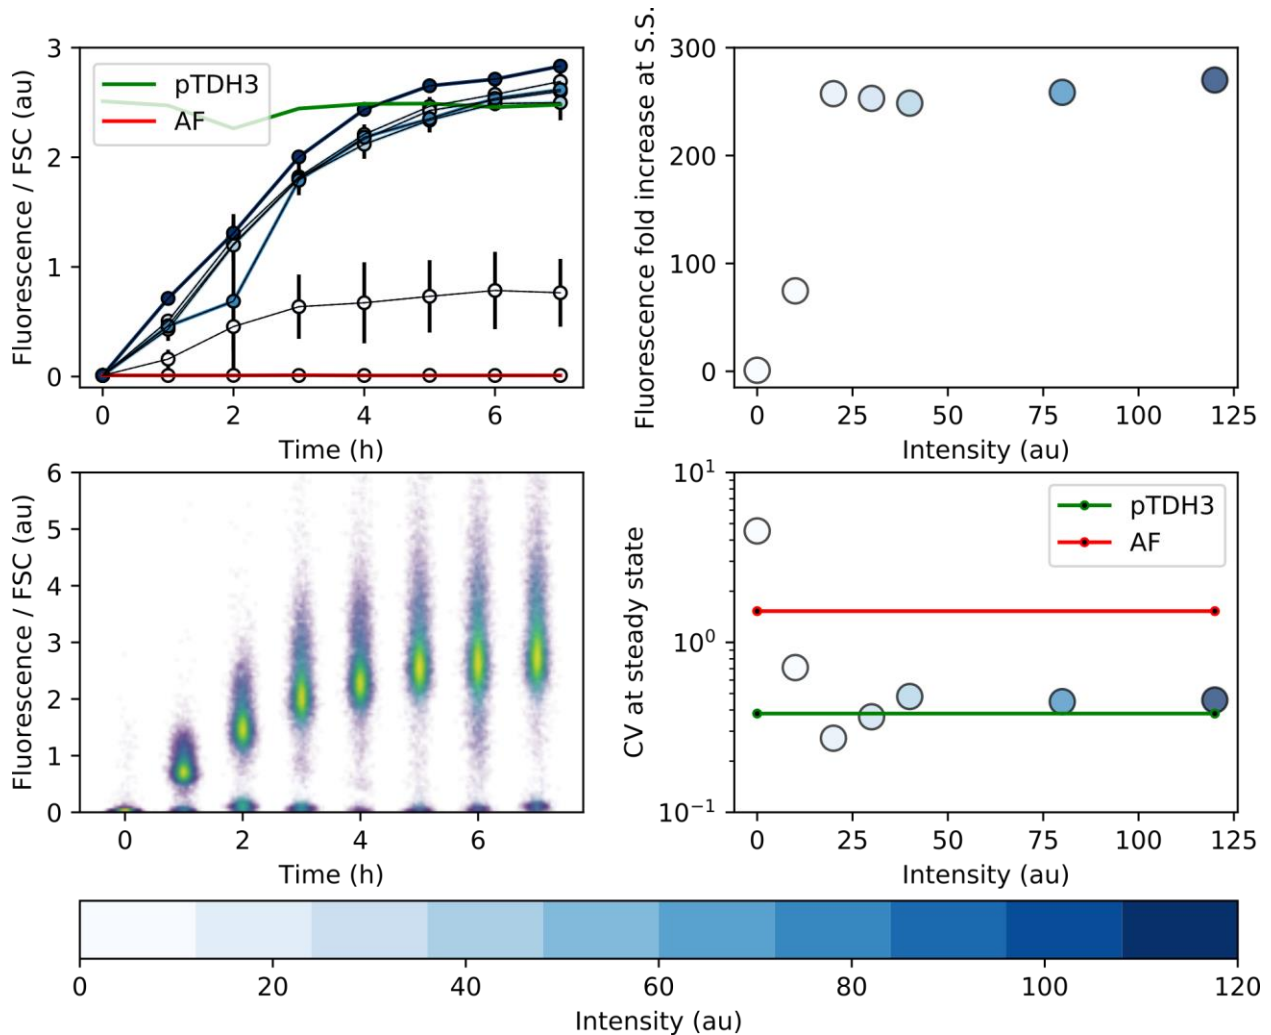 Fluorescence / FSC (au)
3
2
1
0
pTDH3
AF
0 2 4 6
Time (h)
Fluorescence fold increase at S.S.
300
200
100
0
0 25 50 75 100 125
Intensity (au)
Fluorescence / FSC (au)
6
5
4
3
2
1
0
0 2 4 6
Time (h)
CV at steady state
10¹
10⁰
10⁻¹
pTDH3
AF
0 25 50 75 100 125
Intensity (au)
0 20 40 60 80 100 120
Intensity (au)